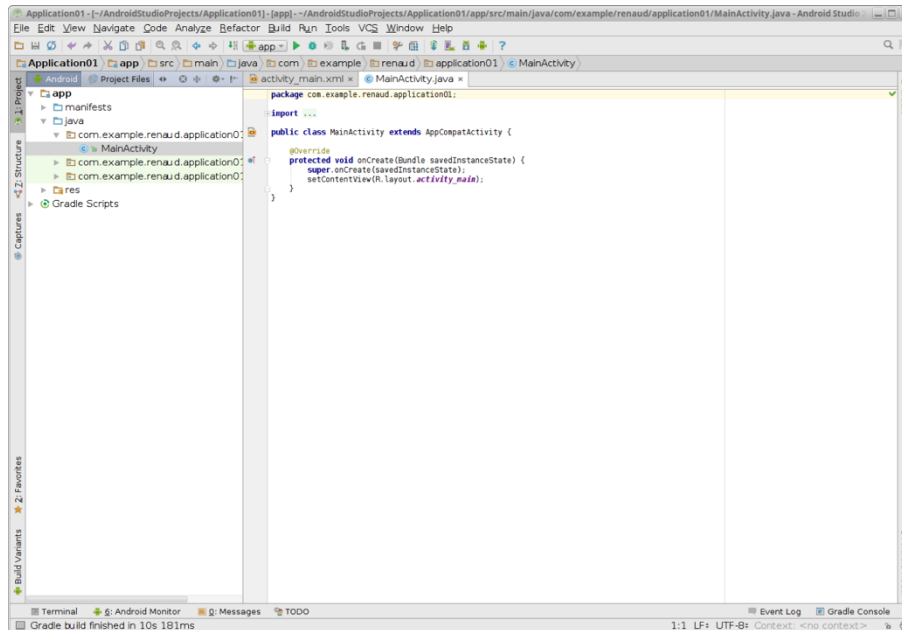 Application01 - [~/AndroidStudioProjects/Application01] - [app] - ~/AndroidStudioProjects/Application01/app/src/main/java/com/example/renaud/application01/MainActivity.java - Android Studio
File Edit View Navigate Code Analyze Refactor Build Run Tools VCS Window Help
app
Application01 app src main java com example renaud application01 MainActivity
Android Project Files
activity_main.xml × MainActivity.java ×
1: Project
Z: Structure
Captures
2: Favorites
Build Variants
app
manifests
java
com.example.renaud.application01
MainActivity
com.example.renaud.application01
com.example.renaud.application01
res
Gradle Scripts
package com.example.renaud.application01;
import ...
public class MainActivity extends AppCompatActivity {
@Override
protected void onCreate(Bundle savedInstanceState) {
super.onCreate(savedInstanceState);
setContentView(R.layout.activity_main);
}
}
Terminal 6: Android Monitor 0: Messages TODO Event Log Gradle Console
Gradle build finished in 10s 181ms 1:1 LF÷ UTF-8÷ Context: <no context>